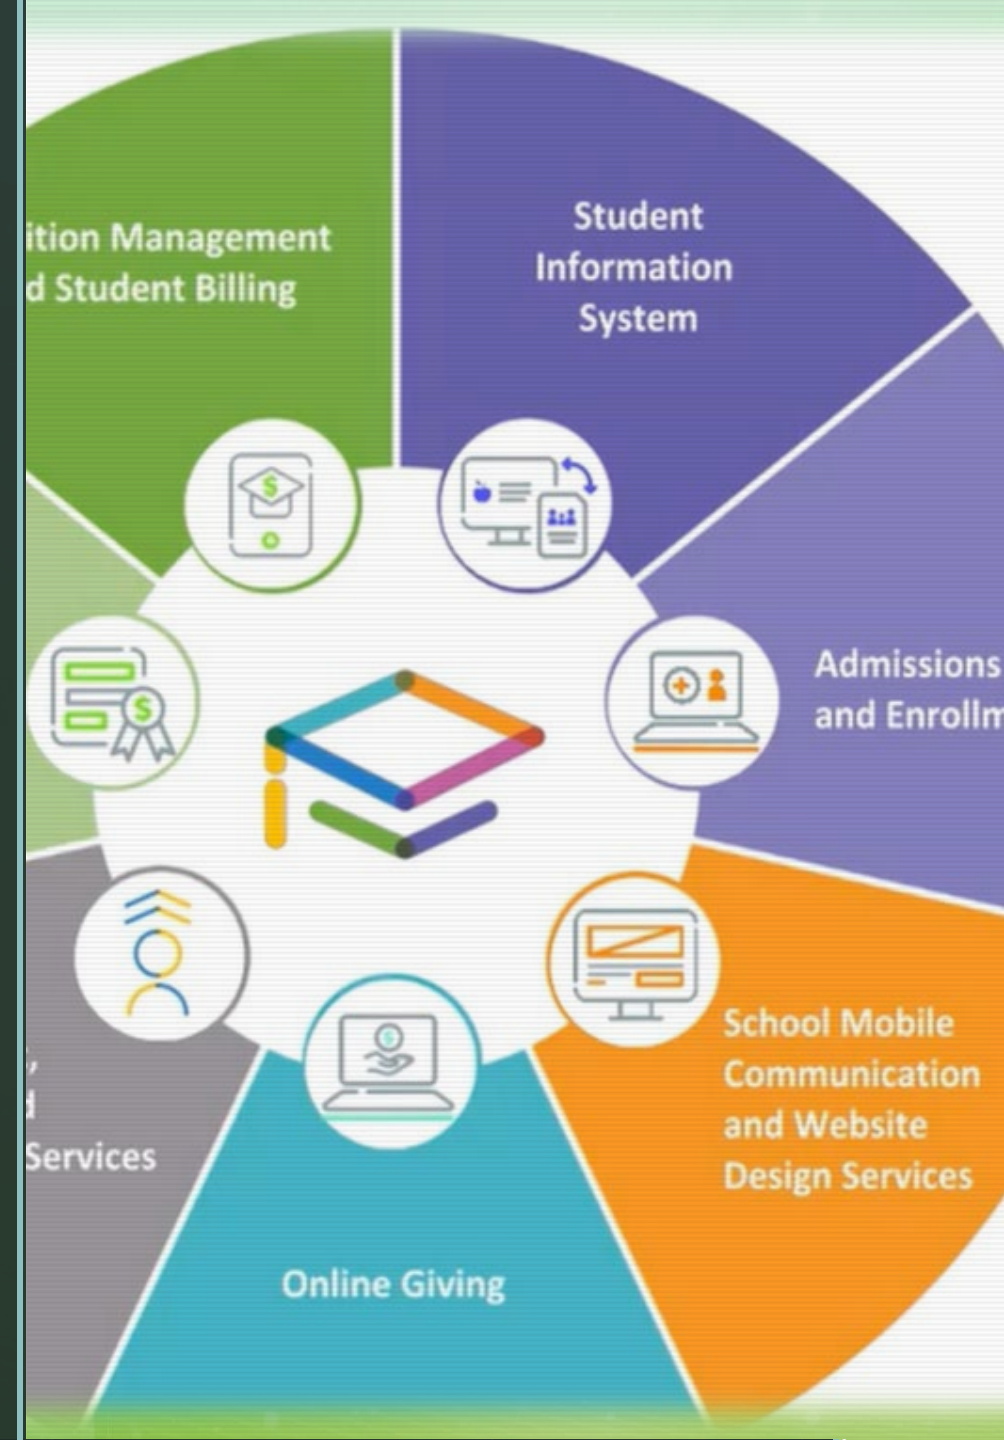 ition Management
d Student Billing
Student
Information
System
Admissions
and Enrollm
School Mobile
Communication
and Website
Design Services
Online Giving
,
d
Services